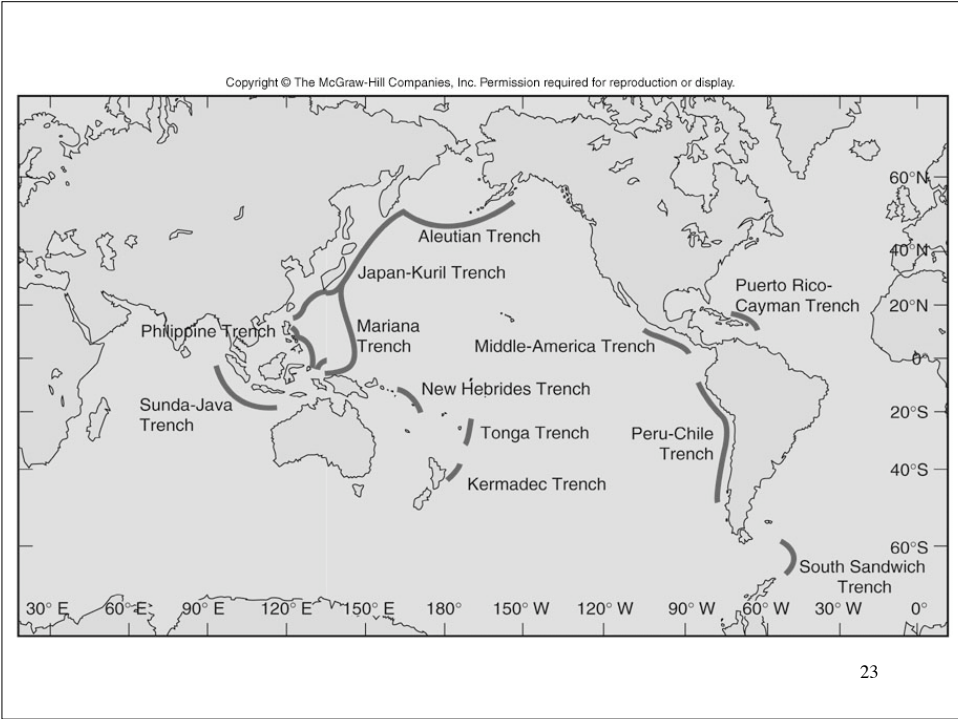 Copyright © The McGraw-Hill Companies, Inc. Permission required for reproduction or display.
60°N
Aleutian Trench
40°N
Japan-Kuril Trench
Puerto Rico-
Cayman Trench
20°N
Philippine Trench
Mariana
Trench
Middle-America Trench
0°
New Hebrides Trench
Sunda-Java
Trench
20°S
Tonga Trench
Peru-Chile
Trench
40°S
Kermadec Trench
60°S
South Sandwich
Trench
30° E 60° E 90° E 120° E 150° E 180° 150° W 120° W 90° W 60° W 30° W 0°
23